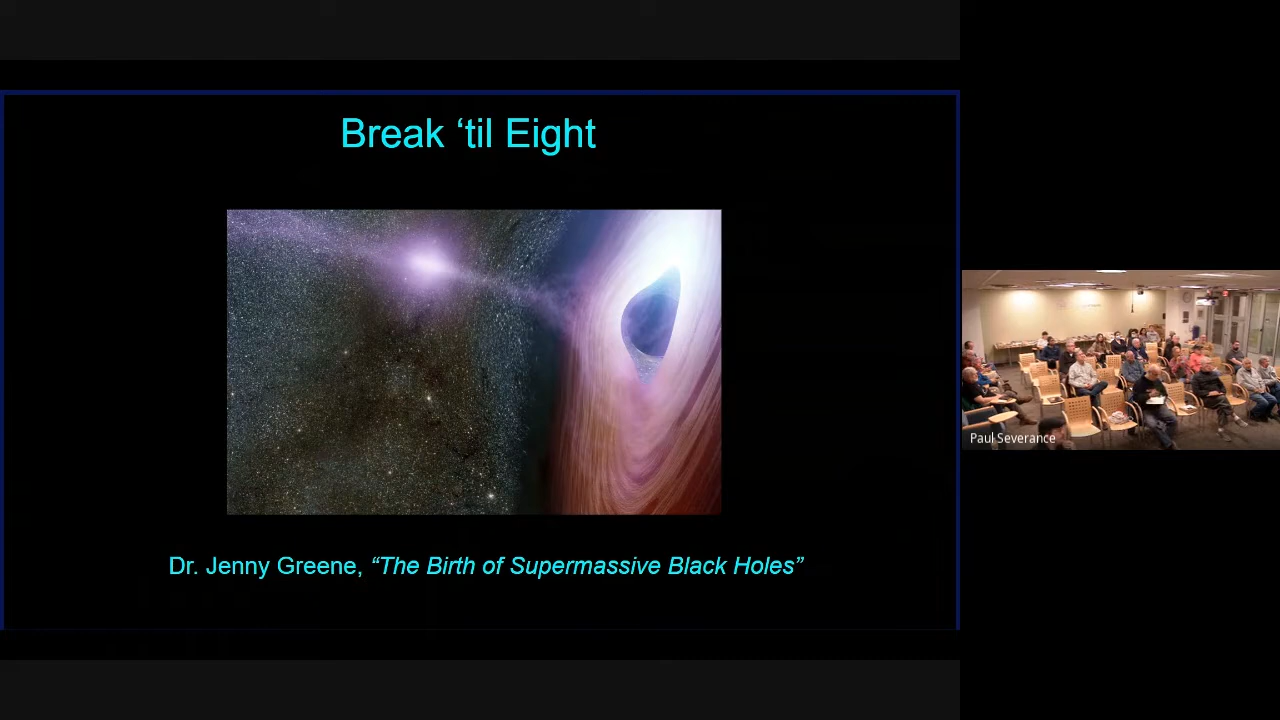 Break ‘til Eight
Dr. Jenny Greene, “The Birth of Supermassive Black Holes”
Paul Severance